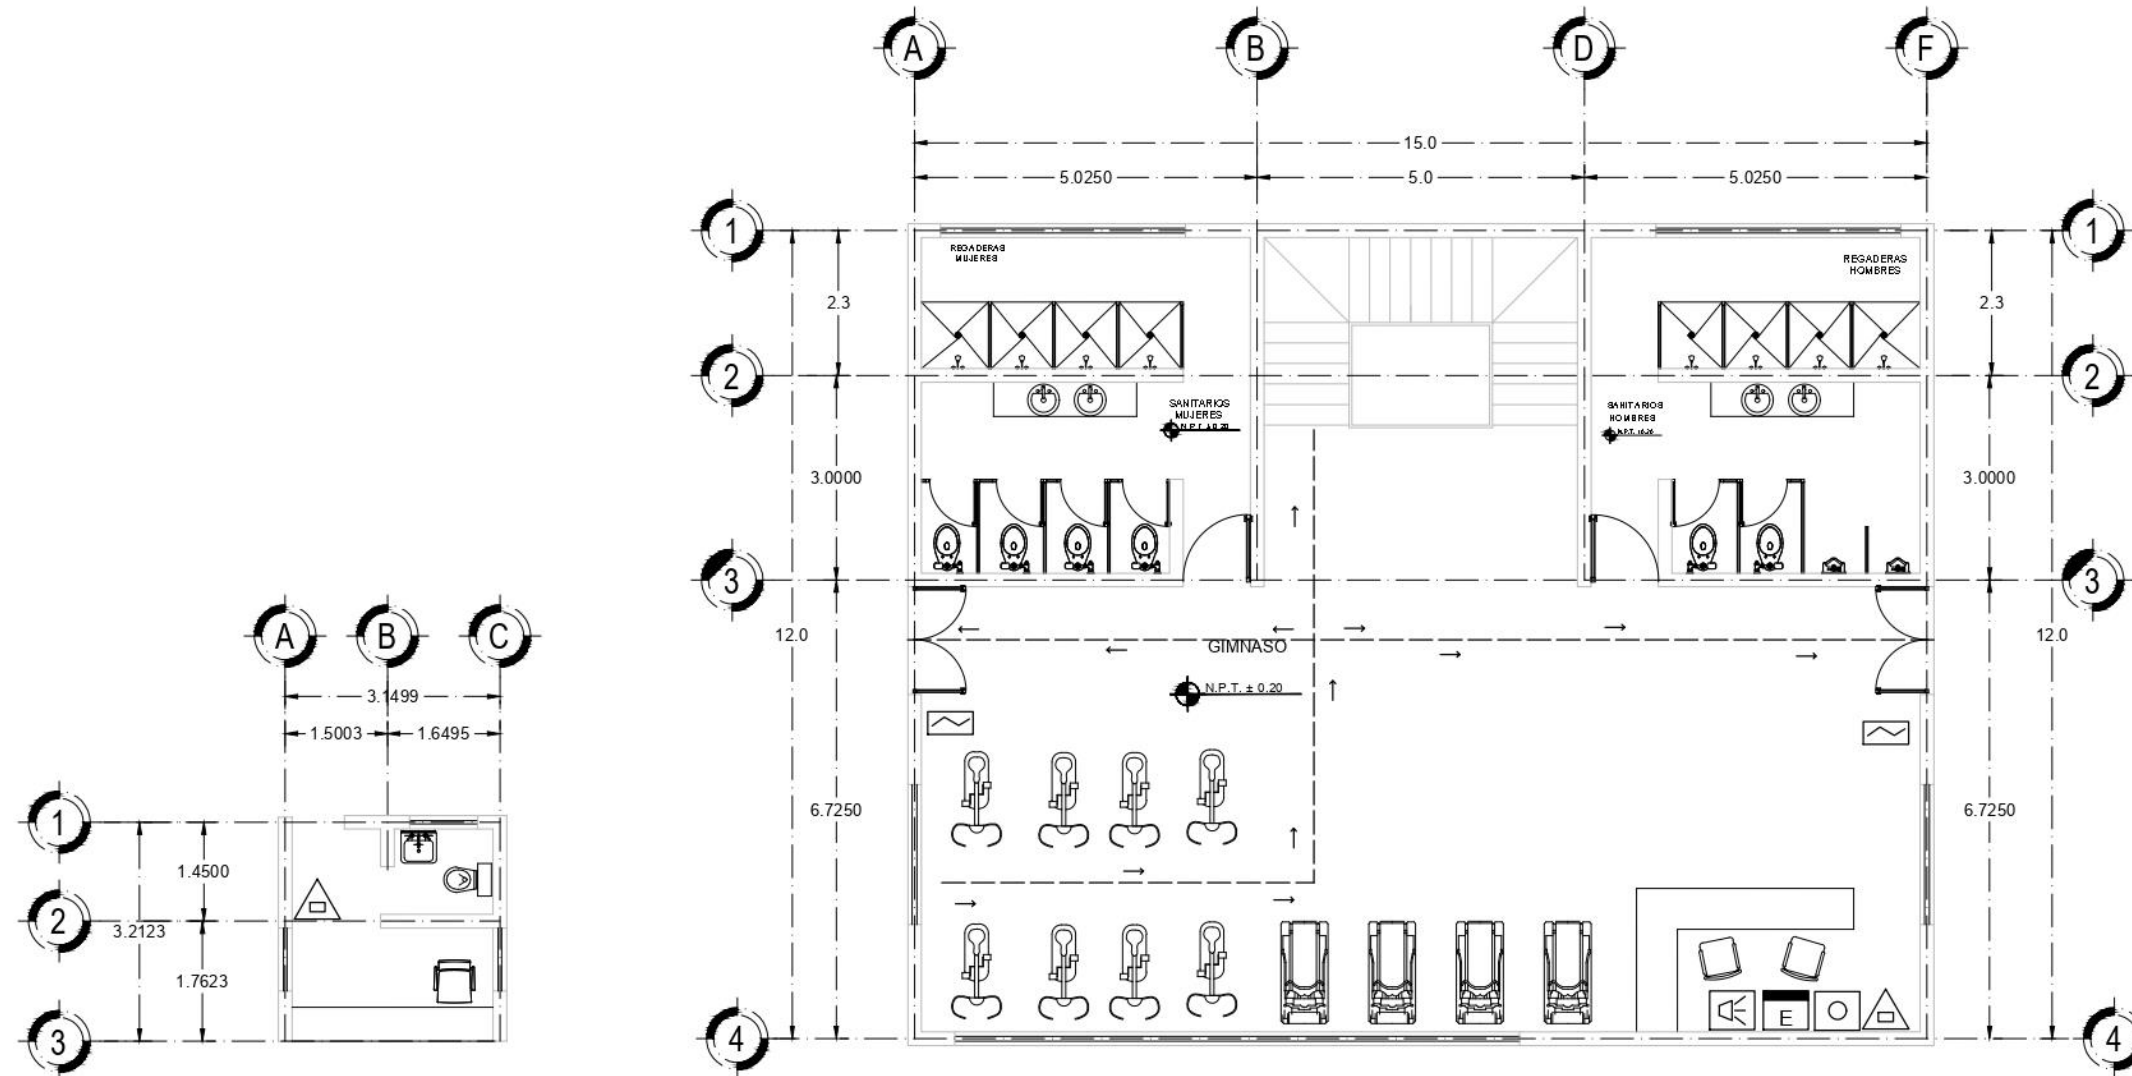 A B D F
15.0
5.0250 5.0 5.0250
1 1
REGADERAS
MUJERES
REGADERAS
HOMBRES
2.3 2.3
2 2
SANITARIOS
MUJERES
N.P.T. ± 0.20
SANITARIOS
HOMBRES
3.0000 3.0000
3 3
12.0 12.0
GIMNASO
N.P.T. ± 0.20
6.7250 6.7250
E
4 4
A B C
3.1499
1.5003 1.6495
1
1.4500
2
3.2123
1.7623
3